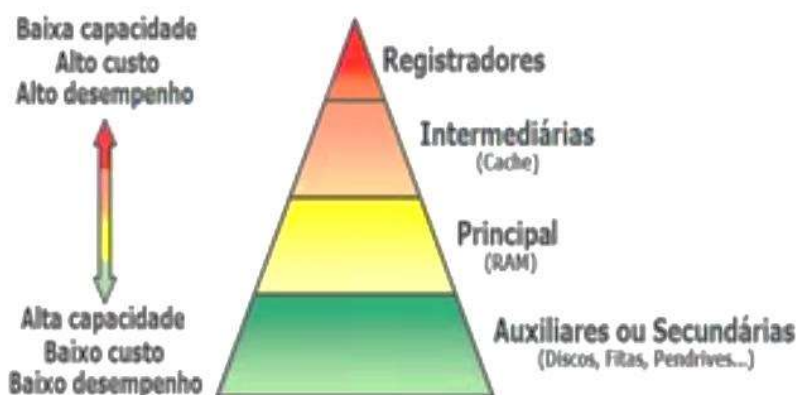 Baixa capacidade
Alto custo
Alto desempenho
Registradores
Intermediárias
(Cache)
Principal
(RAM)
Alta capacidade
Baixo custo
Baixo desempenho
Auxiliares ou Secundárias
(Discos, Fitas, Pendrives...)